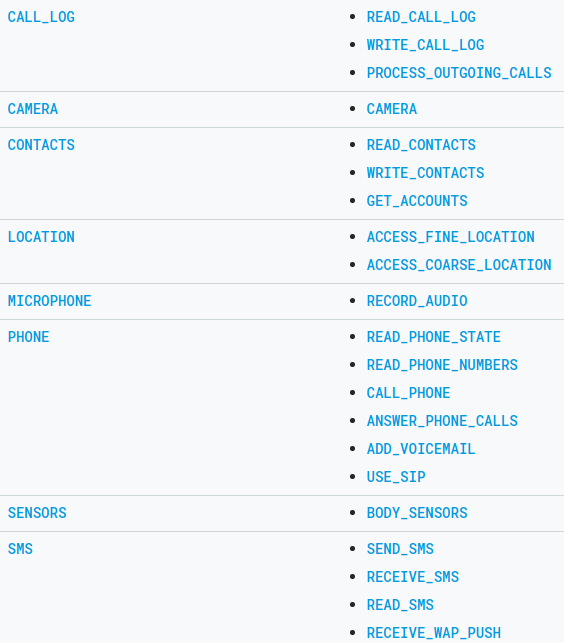 CALL_LOG
READ_CALL_LOG
WRITE_CALL_LOG
PROCESS_OUTGOING_CALLS
CAMERA
CAMERA
CONTACTS
READ_CONTACTS
WRITE_CONTACTS
GET_ACCOUNTS
LOCATION
ACCESS_FINE_LOCATION
ACCESS_COARSE_LOCATION
MICROPHONE
RECORD_AUDIO
PHONE
READ_PHONE_STATE
READ_PHONE_NUMBERS
CALL_PHONE
ANSWER_PHONE_CALLS
ADD_VOICEMAIL
USE_SIP
SENSORS
BODY_SENSORS
SMS
SEND_SMS
RECEIVE_SMS
READ_SMS
RECEIVE_WAP_PUSH